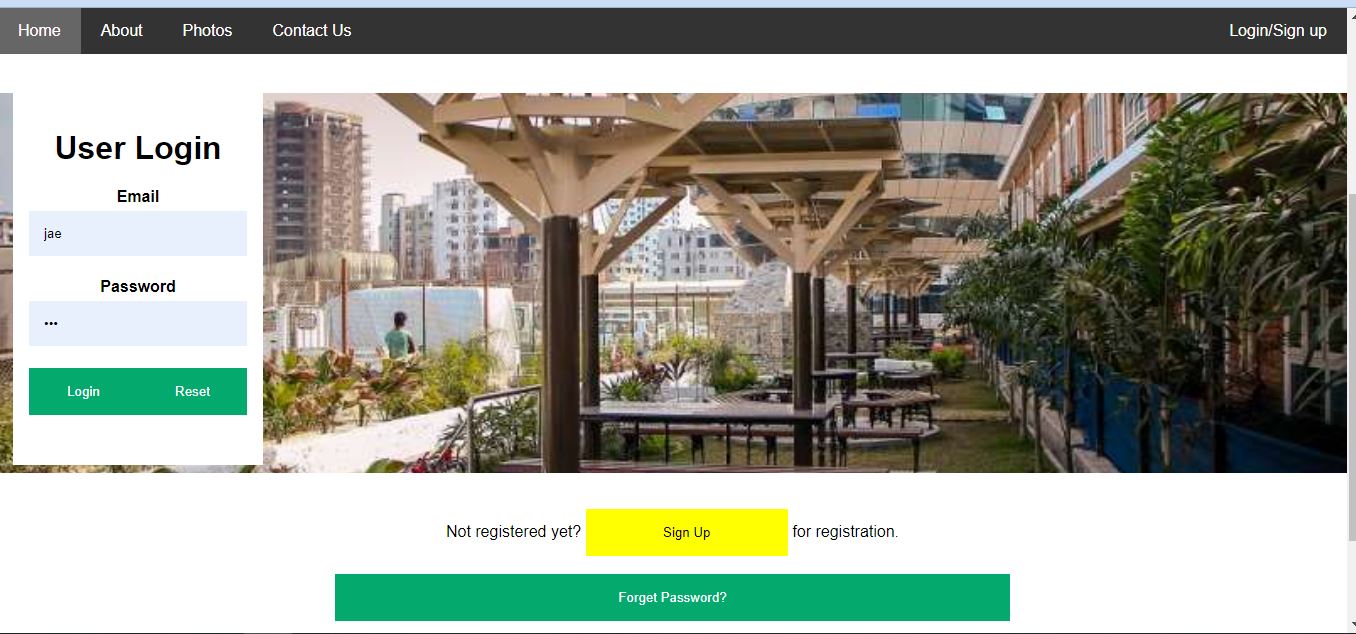 Home About Photos Contact Us Login/Sign up
User Login
Email
jae
Password
•••
Login Reset
Not registered yet? Sign Up for registration.
Forget Password?